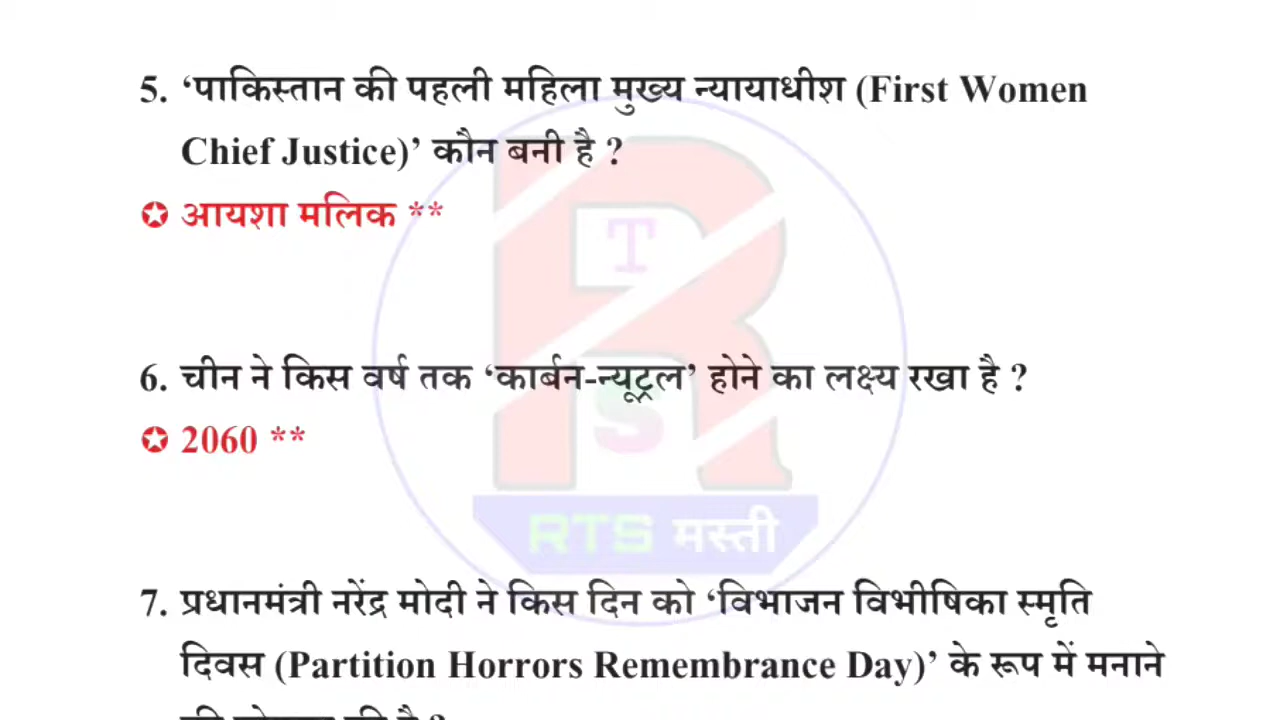 5. ‘पाकिस्तान की पहली महिला मुख्य न्यायाधीश (First Women
Chief Justice)’ कौन बनी है ?
✪ आयशा मलिक **
6. चीन ने किस वर्ष तक ‘कार्बन-न्यूट्रल’ होने का लक्ष्य रखा है ?
✪ 2060 **
7. प्रधानमंत्री नरेंद्र मोदी ने किस दिन को ‘विभाजन विभीषिका स्मृति
दिवस (Partition Horrors Remembrance Day)’ के रूप में मनाने
R
T
S
RTS मस्ती